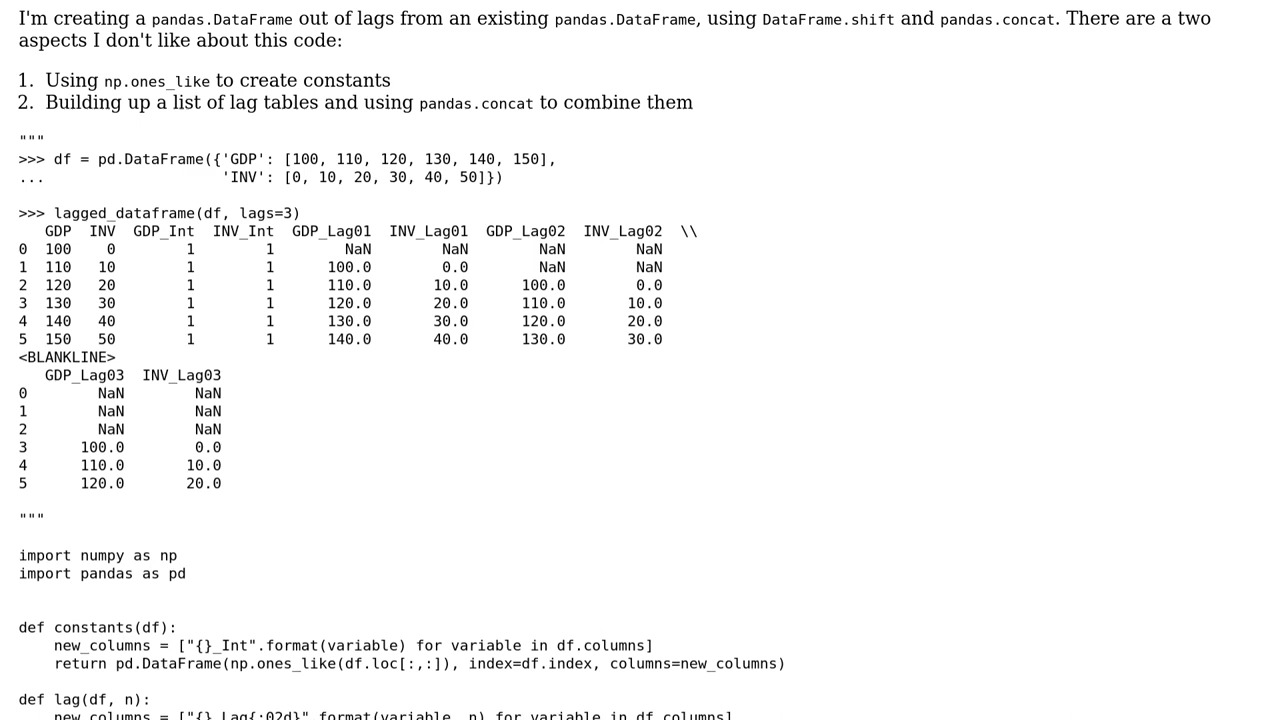 I'm creating a pandas.DataFrame out of lags from an existing pandas.DataFrame, using DataFrame.shift and pandas.concat. There are a two
aspects I don't like about this code:
1. Using np.ones_like to create constants
2. Building up a list of lag tables and using pandas.concat to combine them
"""
>>> df = pd.DataFrame({'GDP': [100, 110, 120, 130, 140, 150],
...                    'INV': [0, 10, 20, 30, 40, 50]})
>>> lagged_dataframe(df, lags=3)
   GDP  INV  GDP_Int  INV_Int  GDP_Lag01  INV_Lag01  GDP_Lag02  INV_Lag02  \\
0  100    0        1        1        NaN        NaN        NaN        NaN
1  110   10        1        1      100.0        0.0        NaN        NaN
2  120   20        1        1      110.0       10.0      100.0        0.0
3  130   30        1        1      120.0       20.0      110.0       10.0
4  140   40        1        1      130.0       30.0      120.0       20.0
5  150   50        1        1      140.0       40.0      130.0       30.0
<BLANKLINE>
   GDP_Lag03  INV_Lag03
0        NaN        NaN
1        NaN        NaN
2        NaN        NaN
3      100.0        0.0
4      110.0       10.0
5      120.0       20.0
"""
import numpy as np
import pandas as pd
def constants(df):
    new_columns = ["{}_Int".format(variable) for variable in df.columns]
    return pd.DataFrame(np.ones_like(df.loc[:,:]), index=df.index, columns=new_columns)
def lag(df, n):
    new_columns = ["{}_Lag{:02d}".format(variable, n) for variable in df.columns]